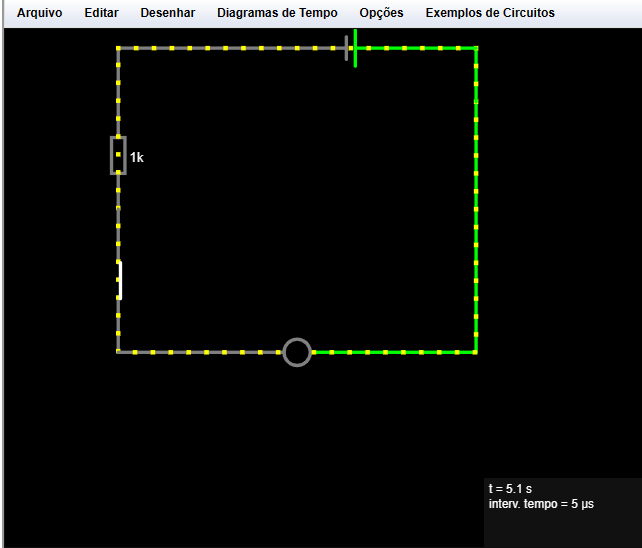 Arquivo Editar Desenhar Diagramas de Tempo Opções Exemplos de Circuitos
1k
t = 5.1 s
interv. tempo = 5 µs